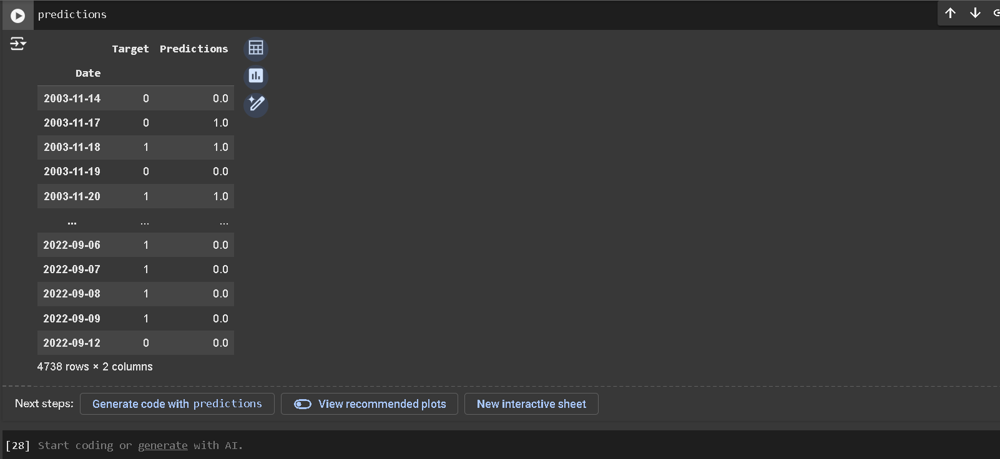 predictions
Target Predictions
Date
2003-11-14 0 0.0
2003-11-17 0 1.0
2003-11-18 1 1.0
2003-11-19 0 0.0
2003-11-20 1 1.0
... ... ...
2022-09-06 1 0.0
2022-09-07 1 0.0
2022-09-08 1 0.0
2022-09-09 1 0.0
2022-09-12 0 0.0
4738 rows × 2 columns
Next steps: Generate code with predictions View recommended plots New interactive sheet
[28] Start coding or generate with AI.